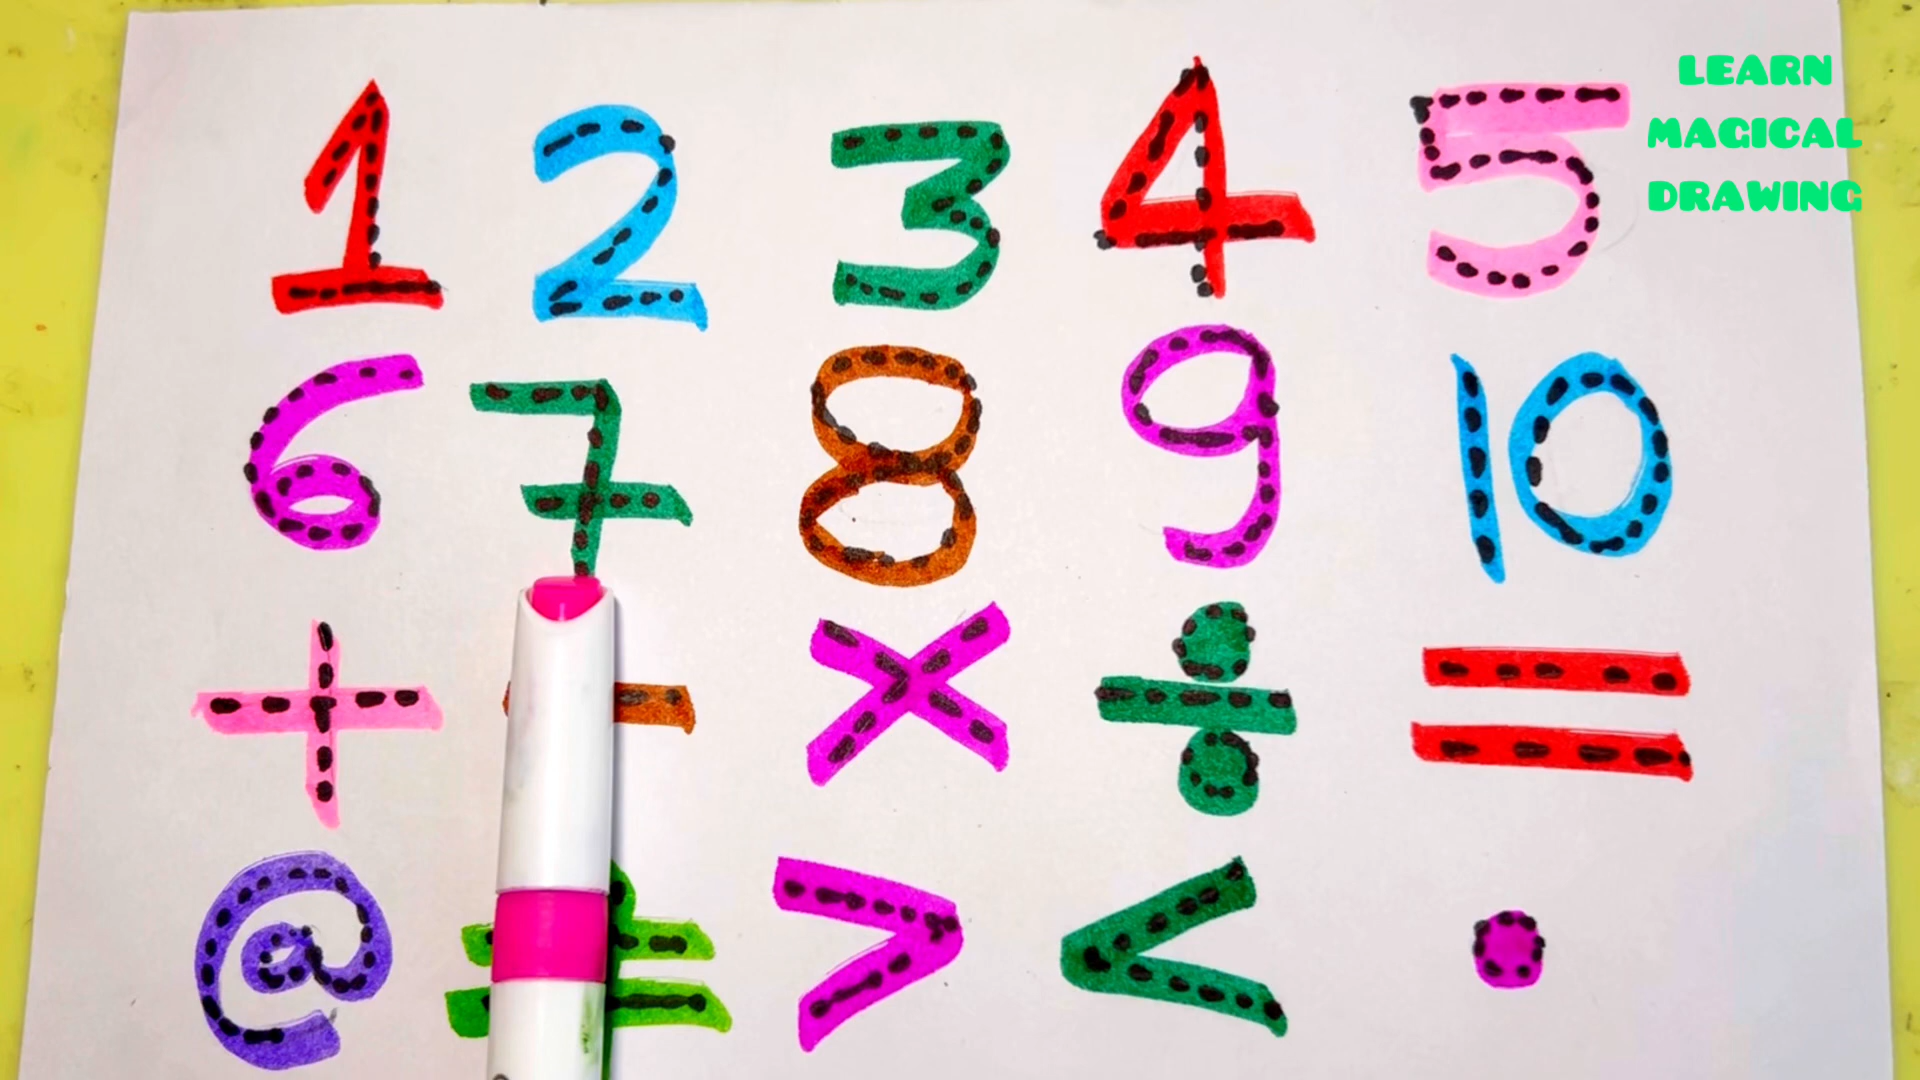 1 2 3 4 5
LEARN
MAGICAL
DRAWING
6 7 8 9 10
+ - × ÷ =
@ ≠ > < .